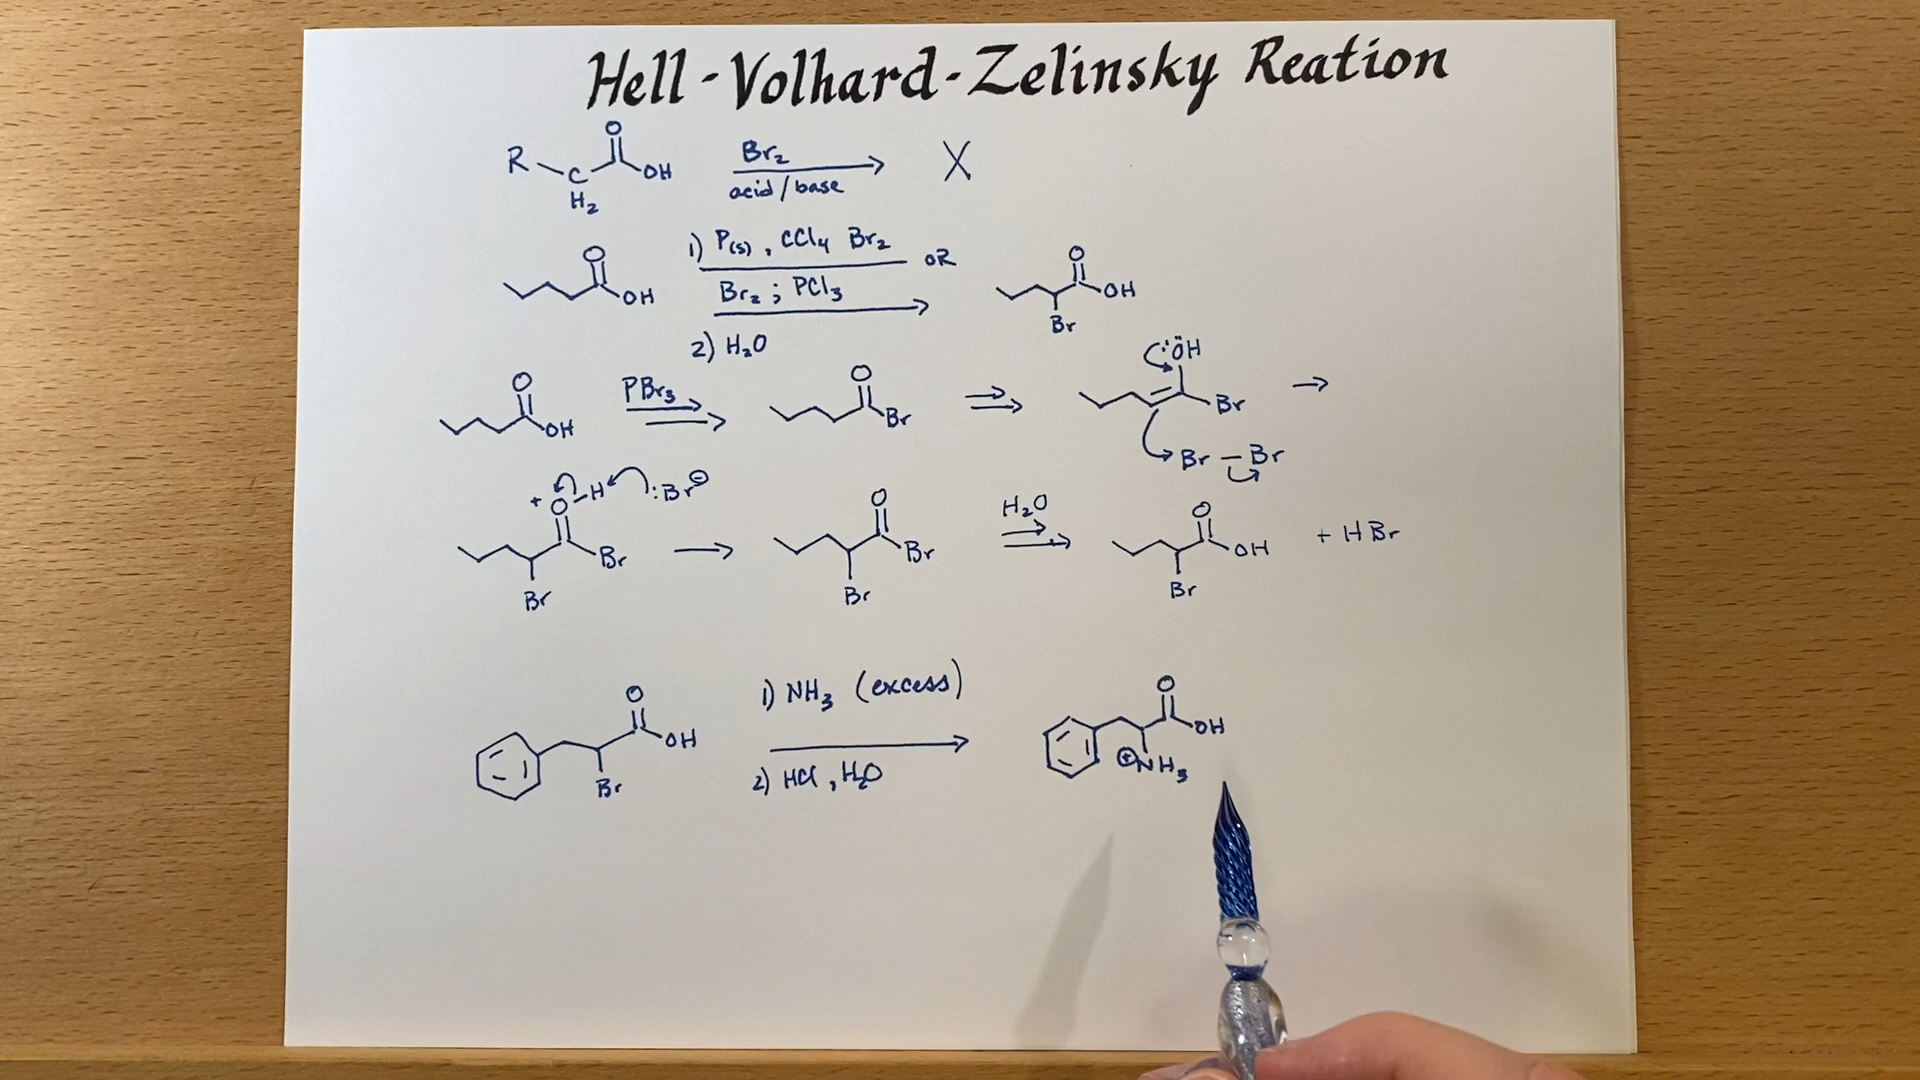 Hell-Volhard-Zelinsky Reation
R C H₂ O OH Br₂ acid/base X
O OH 1) P(s), CCl₄ Br₂ OR O OH Br
Br₂ ; PCl₃
2) H₂O
O OH PBr₃ O Br :ÖH Br →
Br – Br
+ O – H :Br⊖ Br Br → O Br Br H₂O O OH Br + HBr
O OH Br 1) NH₃ (excess) O OH ⊕NH₃
2) HCl, H₂O